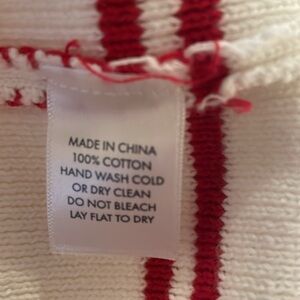 MADE IN CHINA
100% COTTON
HAND WASH COLD
OR DRY CLEAN
DO NOT BLEACH
LAY FLAT TO DRY